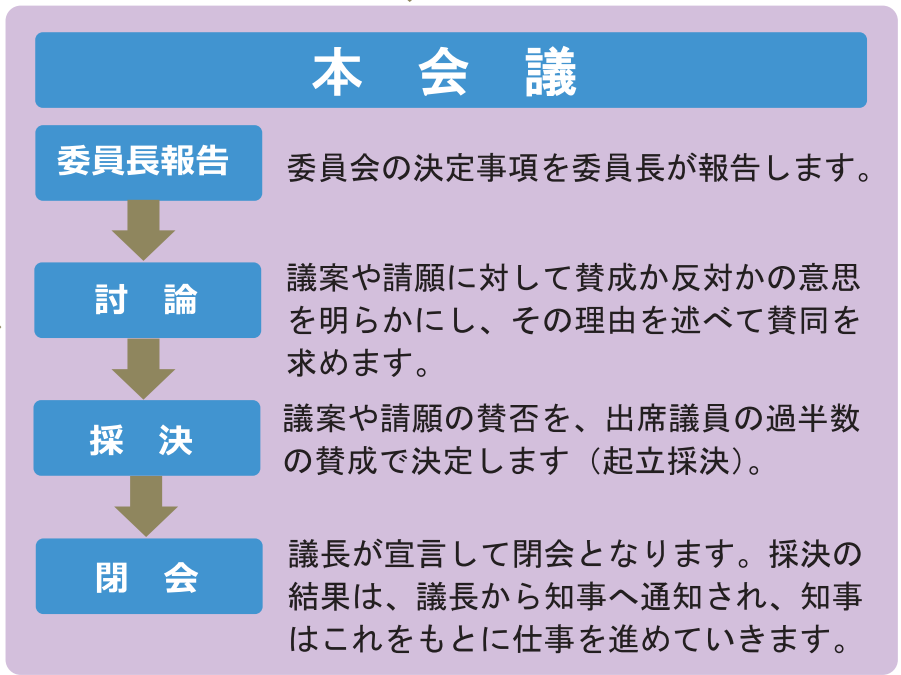 本　会　議
委員長報告
委員会の決定事項を委員長が報告します。
討　論
議案や請願に対して賛成か反対かの意思
を明らかにし、その理由を述べて賛同を
求めます。
採　決
議案や請願の賛否を、出席議員の過半数
の賛成で決定します（起立採決）。
閉　会
議長が宣言して閉会となります。採決の
結果は、議長から知事へ通知され、知事
はこれをもとに仕事を進めていきます。